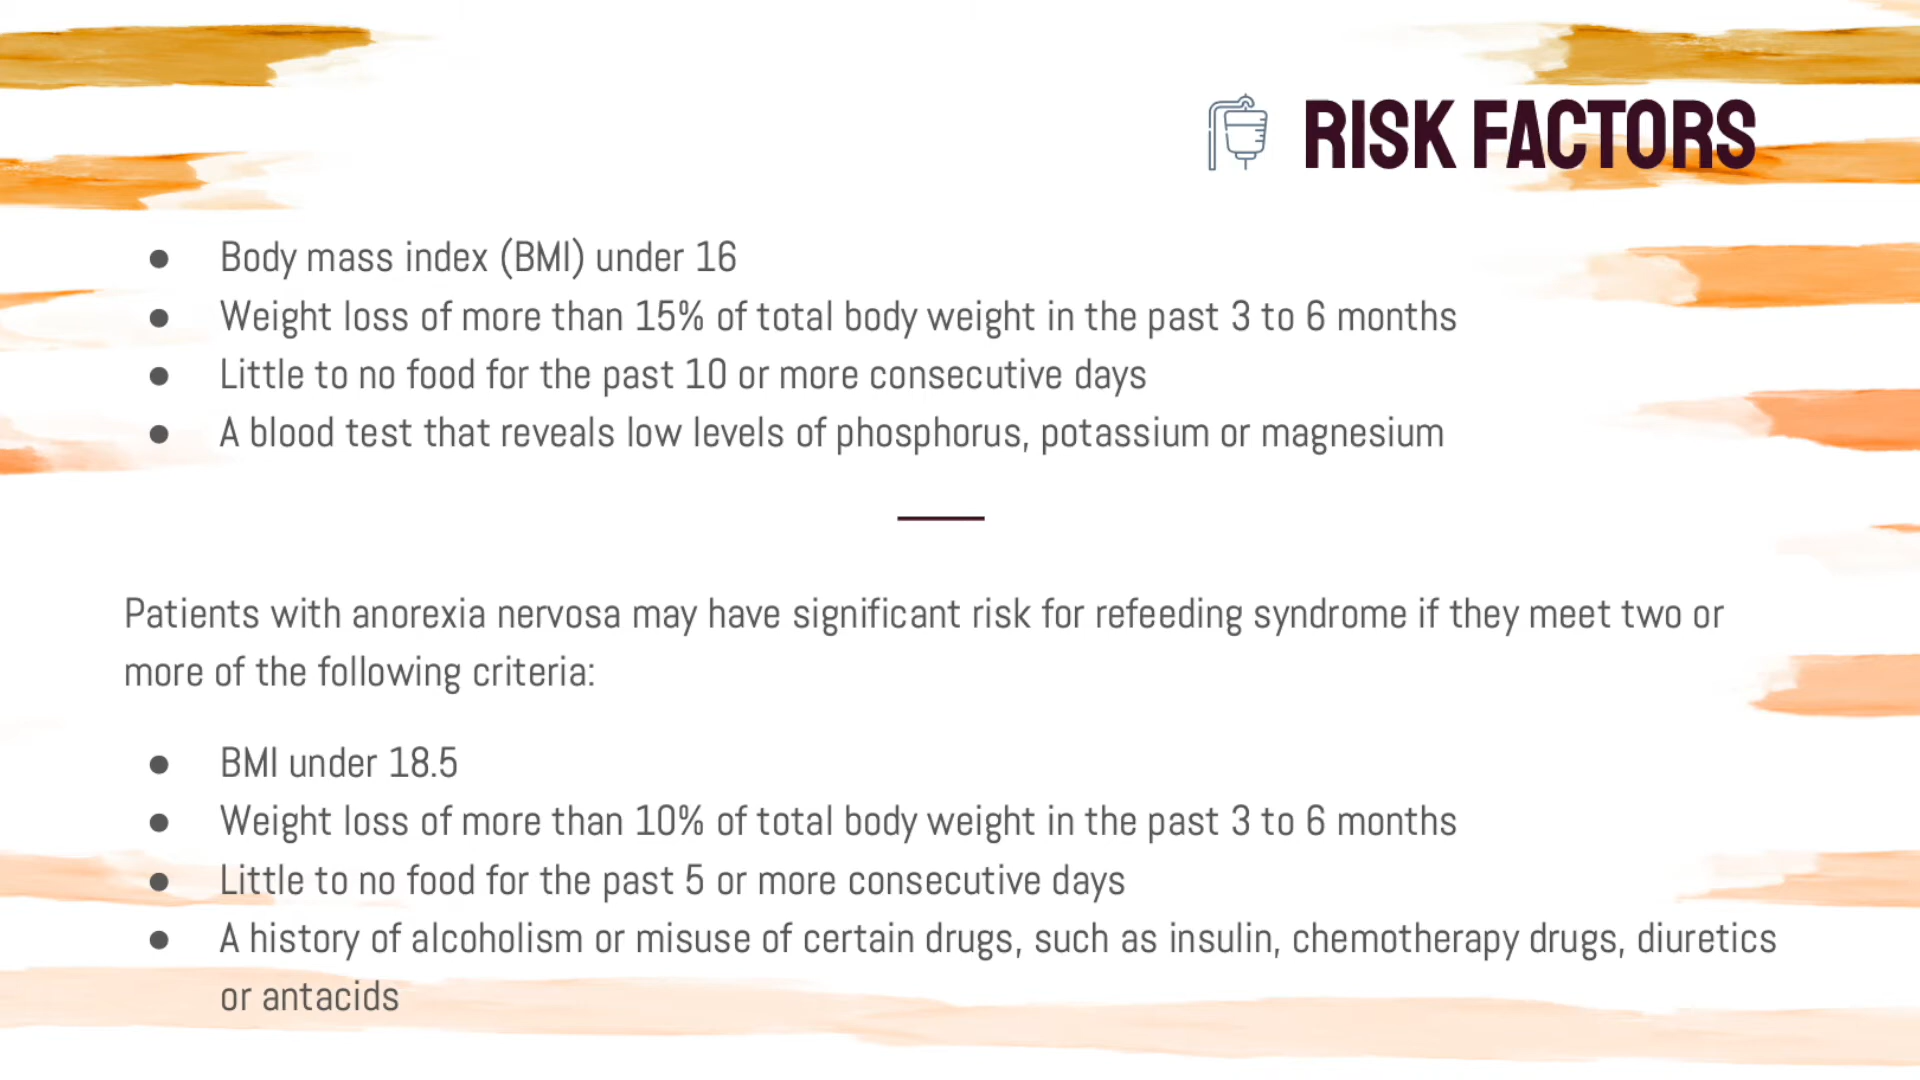 RISK FACTORS
● Body mass index (BMI) under 16
● Weight loss of more than 15% of total body weight in the past 3 to 6 months
● Little to no food for the past 10 or more consecutive days
● A blood test that reveals low levels of phosphorus, potassium or magnesium
Patients with anorexia nervosa may have significant risk for refeeding syndrome if they meet two or
more of the following criteria:
● BMI under 18.5
● Weight loss of more than 10% of total body weight in the past 3 to 6 months
● Little to no food for the past 5 or more consecutive days
● A history of alcoholism or misuse of certain drugs, such as insulin, chemotherapy drugs, diuretics
or antacids